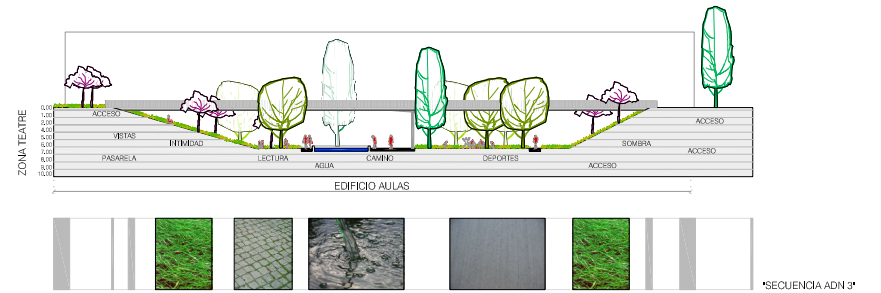 ZONA TEATRE
0.00
1.00
2.00
3.00
4.00
5.00
6.00
7.00
8.00
9.00
10.00
ACCESO
ACCESO
VISTAS
INTIMIDAD
SOMBRA
ACCESO
PASARELA
LECTURA
CAMINO
DEPORTES
AGUA
ACCESO
EDIFICIO AULAS
"SECUENCIA ADN 3"